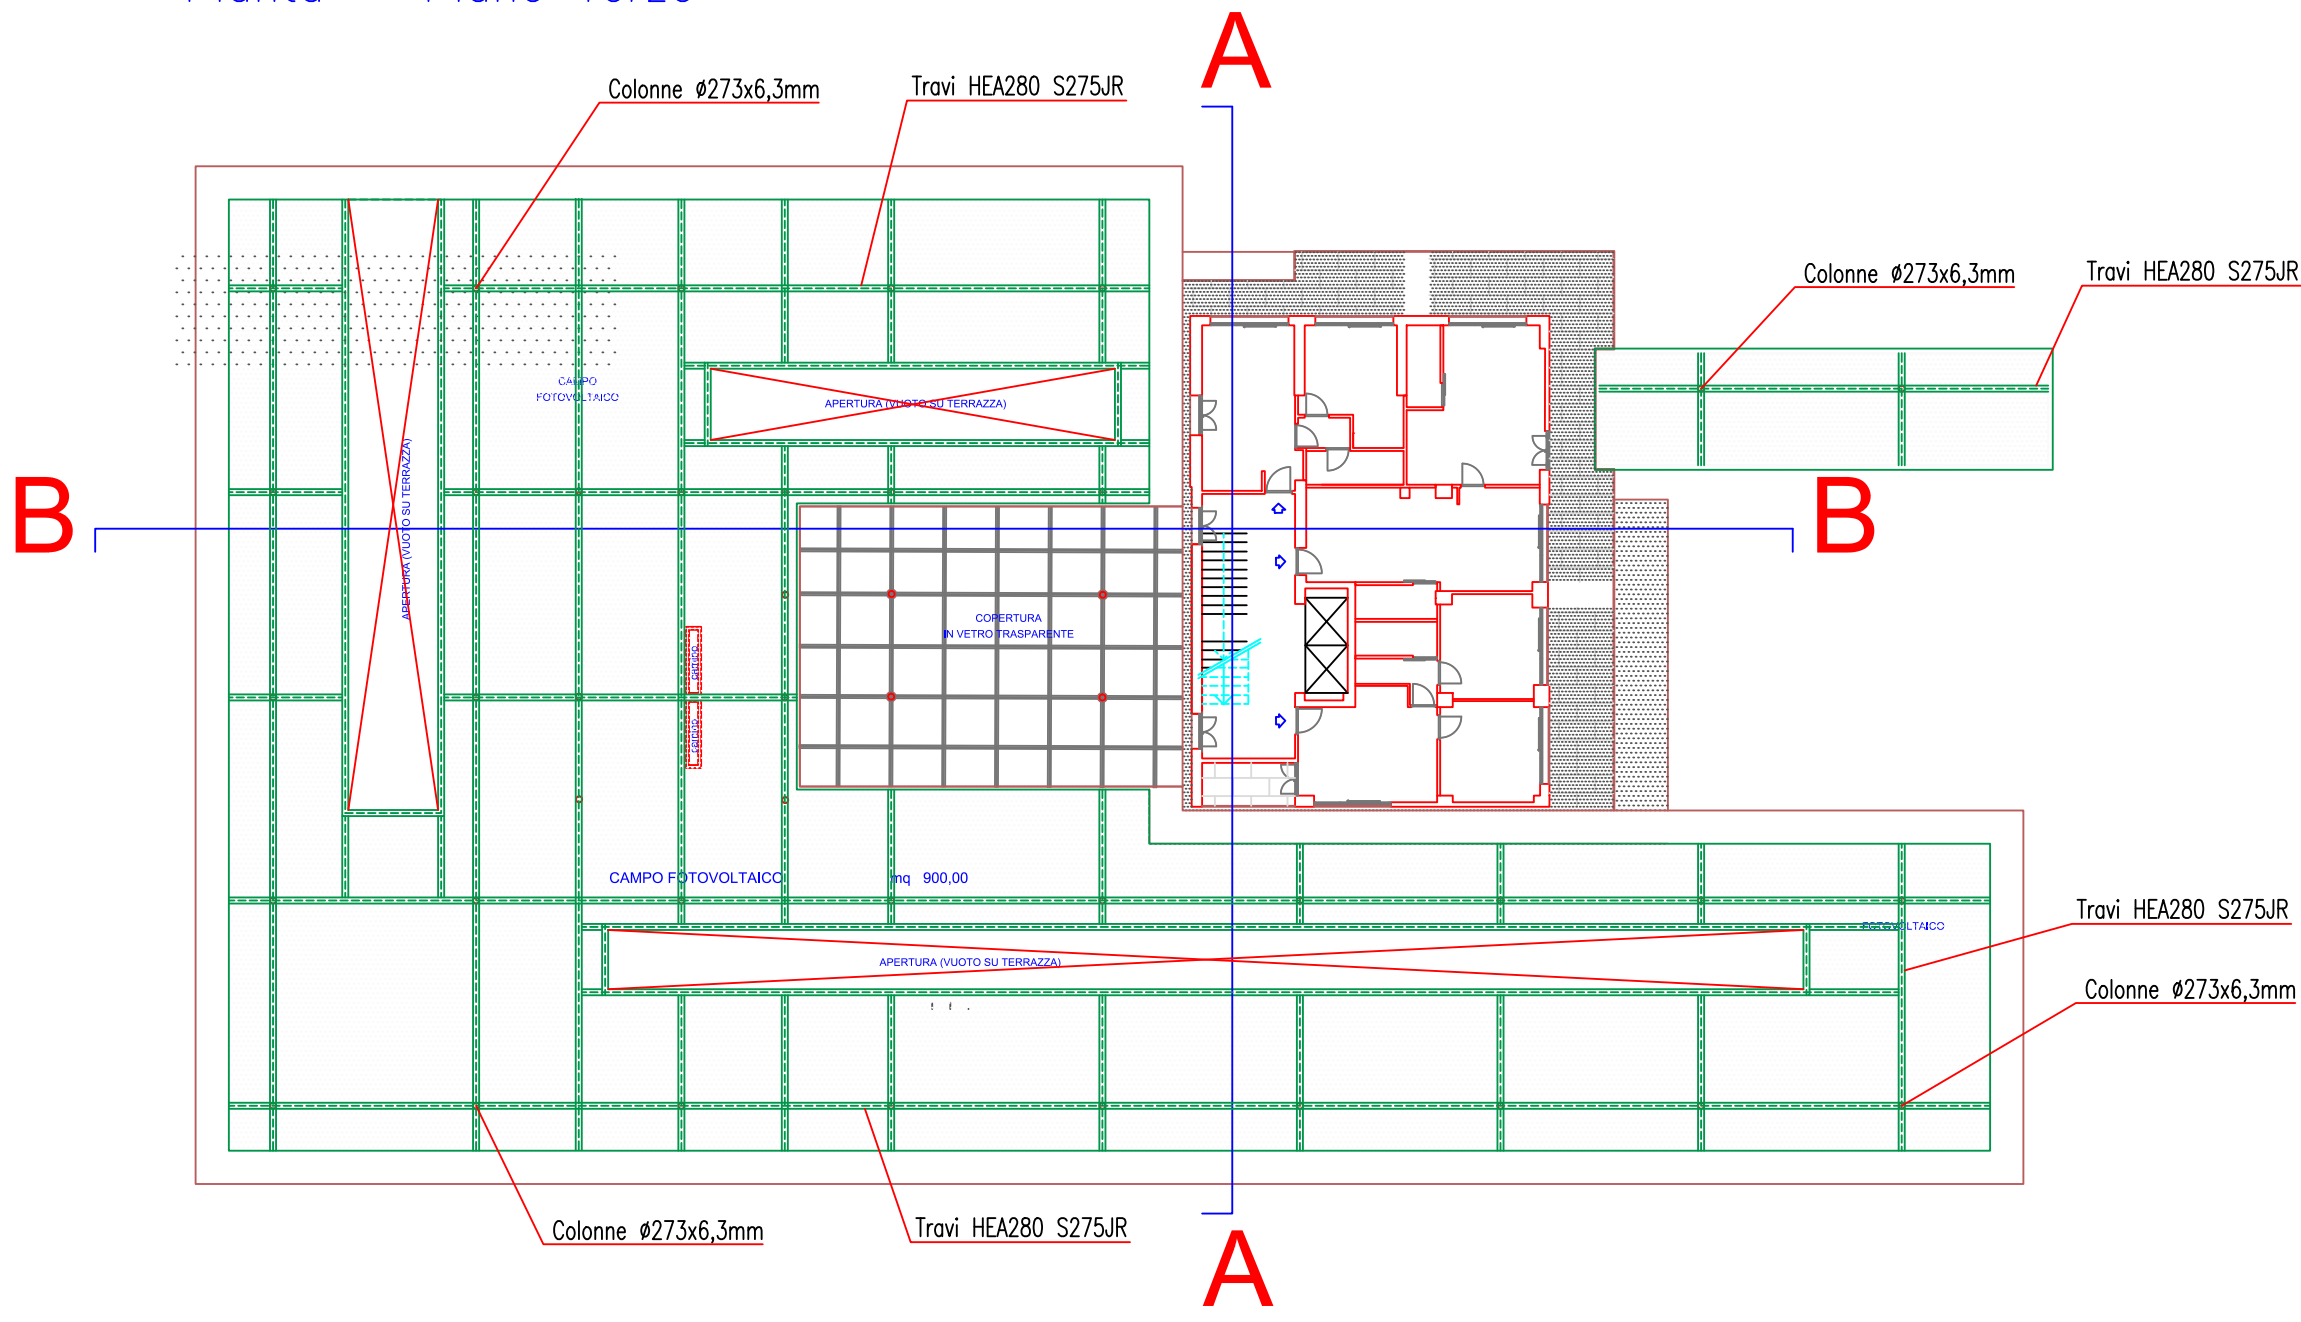 A
Colonne Ø273x6,3mm
Travi HEA280 S275JR
Colonne Ø273x6,3mm
Travi HEA280 S275JR
CAMPO
FOTOVOLTAICO
APERTURA (VUOTO SU TERRAZZA)
APERTURA (VUOTO SU TERRAZZA)
B
B
COPERTURA
IN VETRO TRASPARENTE
CAMPO FOTOVOLTAICO mq 900,00
Travi HEA280 S275JR
FOTOVOLTAICO
APERTURA (VUOTO SU TERRAZZA)
Colonne Ø273x6,3mm
Colonne Ø273x6,3mm
Travi HEA280 S275JR
A